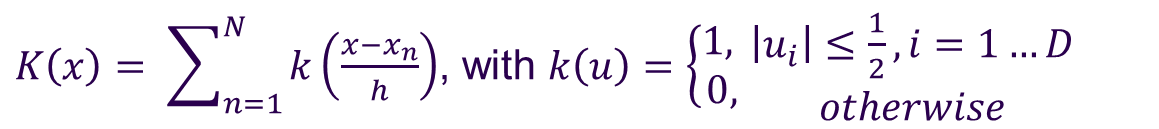 K(x) = ∑_{n=1}^{N} k((x−x_n)/h), with k(u) = {1, |u_i| ≤ 1/2, i = 1 … D
0, otherwise